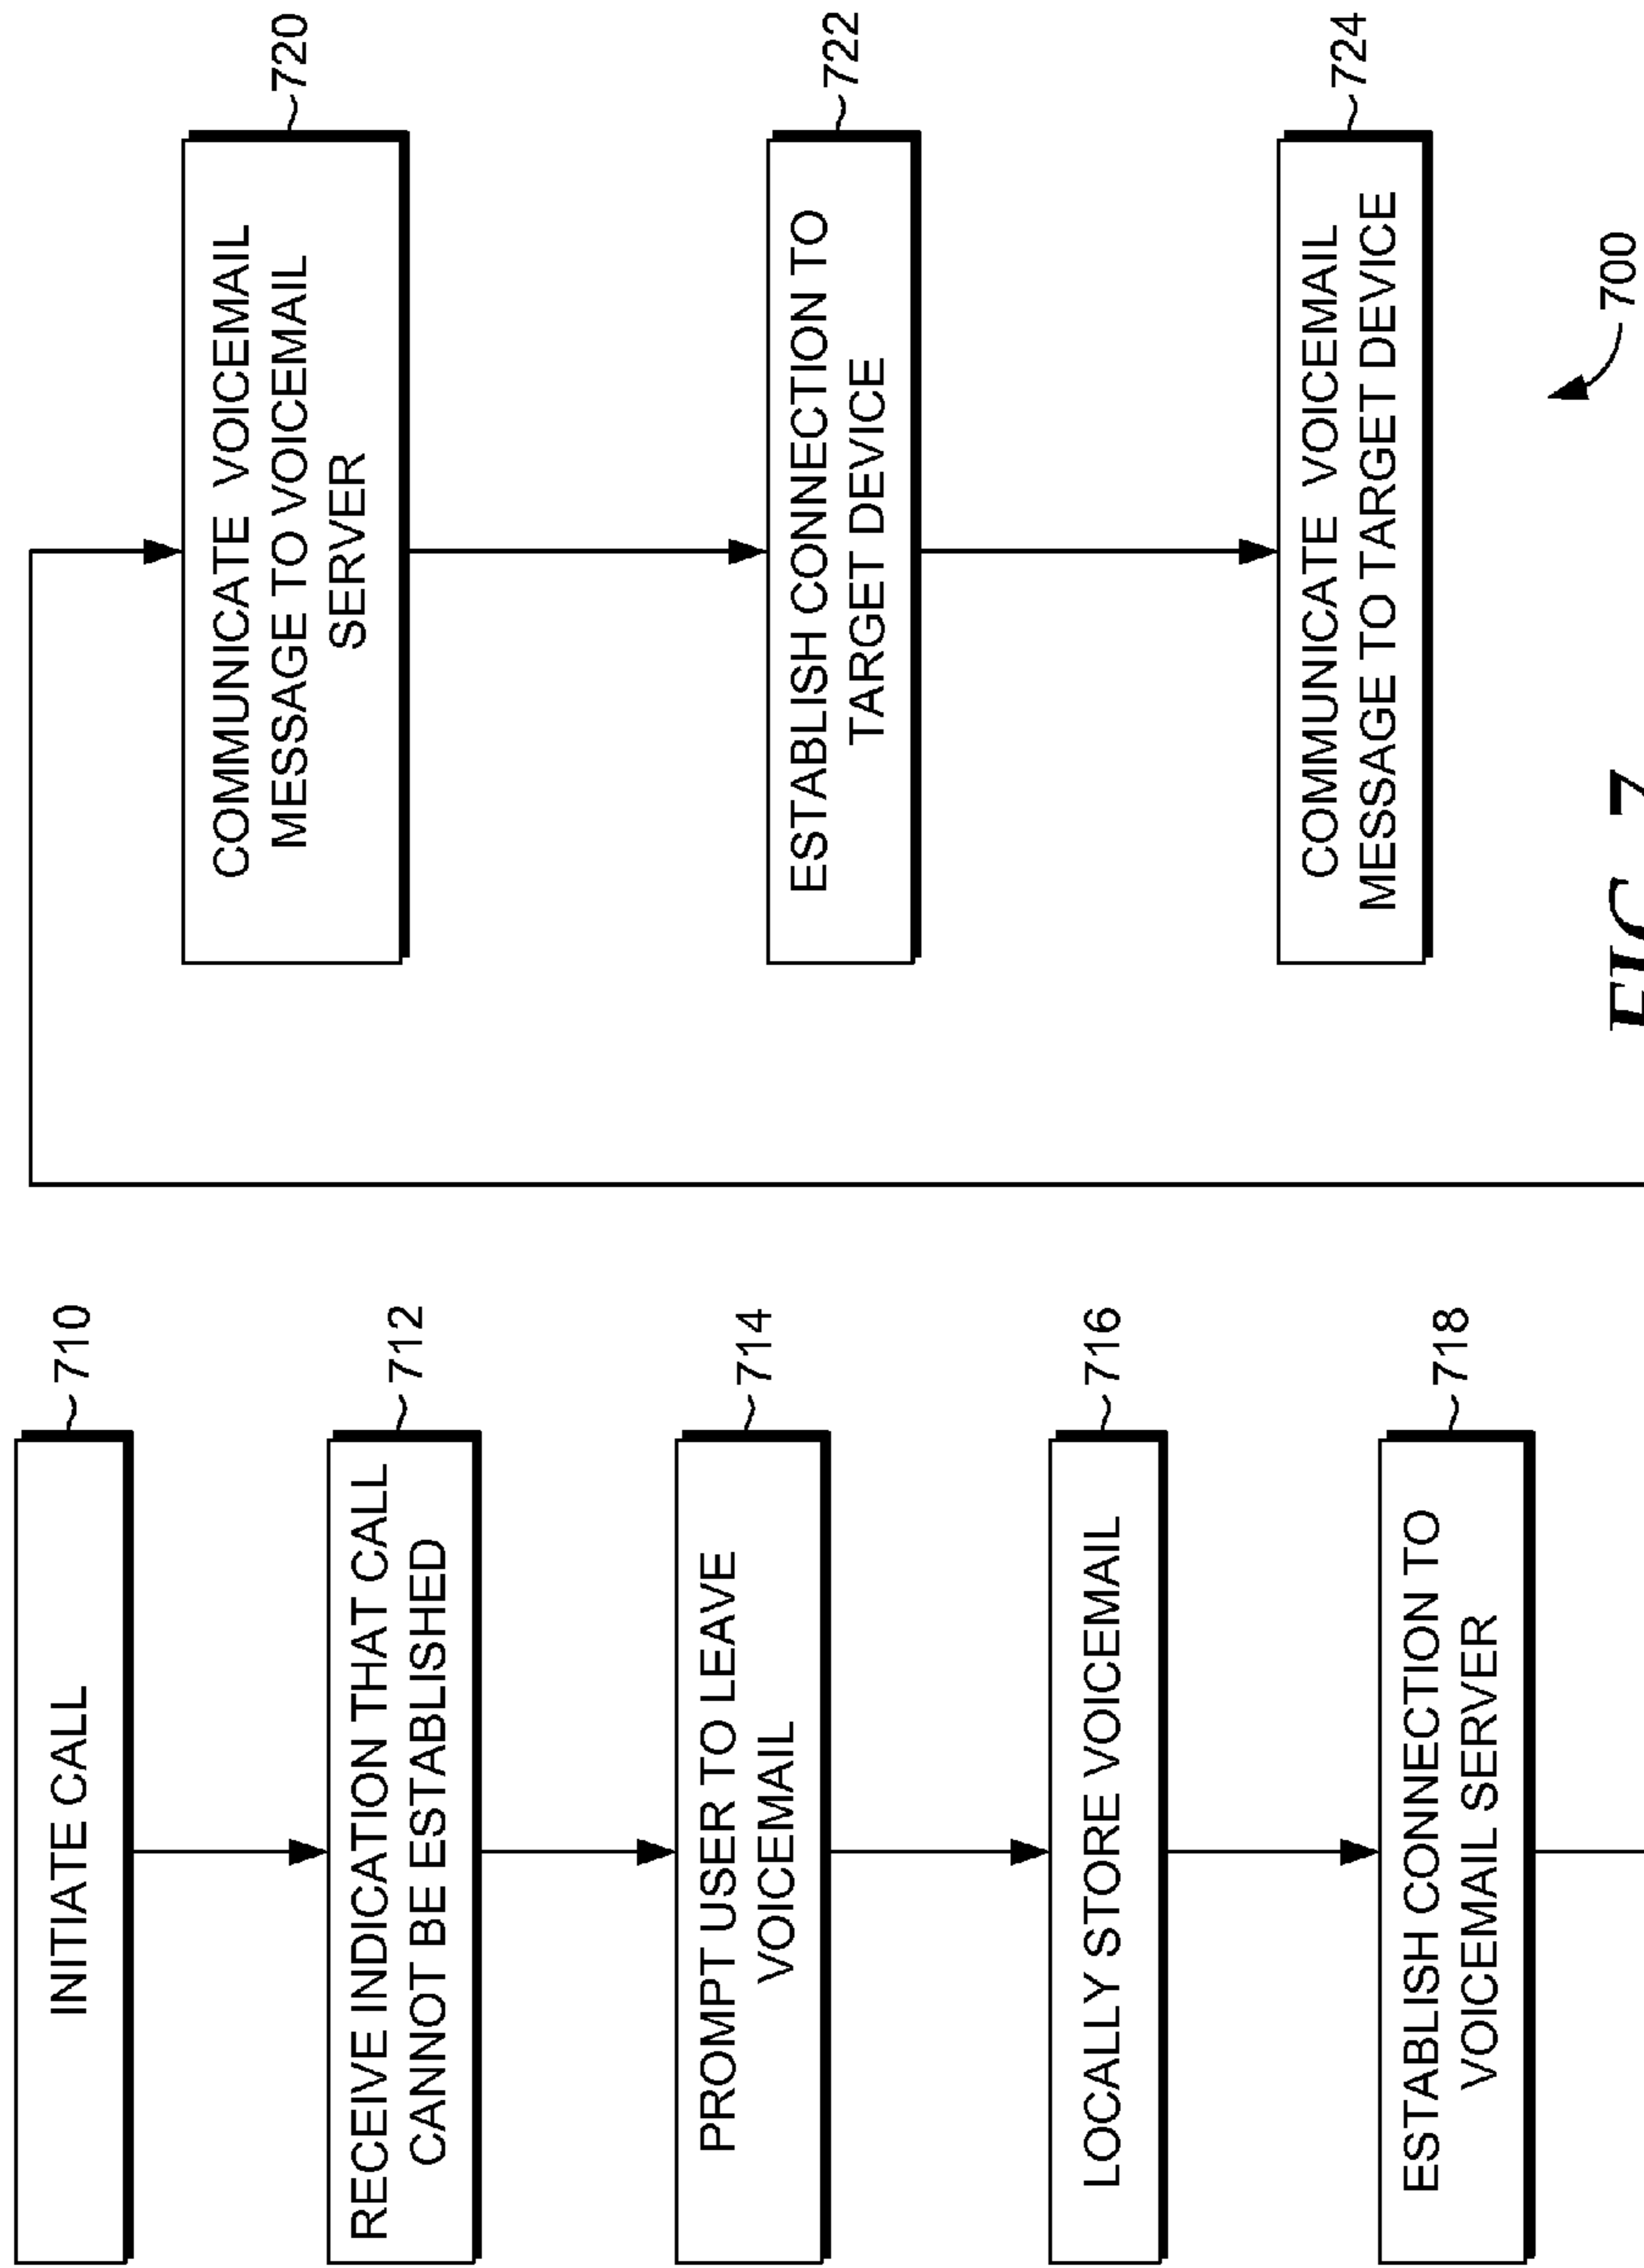 INITIATE CALL
710
RECEIVE INDICATION THAT CALL
CANNOT BE ESTABLISHED
712
PROMPT USER TO LEAVE
VOICEMAIL
714
LOCALLY STORE VOICEMAIL
716
ESTABLISH CONNECTION TO
VOICEMAIL SERVER
718
COMMUNICATE VOICEMAIL
MESSAGE TO VOICEMAIL
SERVER
720
ESTABLISH CONNECTION TO
TARGET DEVICE
722
COMMUNICATE VOICEMAIL
MESSAGE TO TARGET DEVICE
724
700
FIG. 7